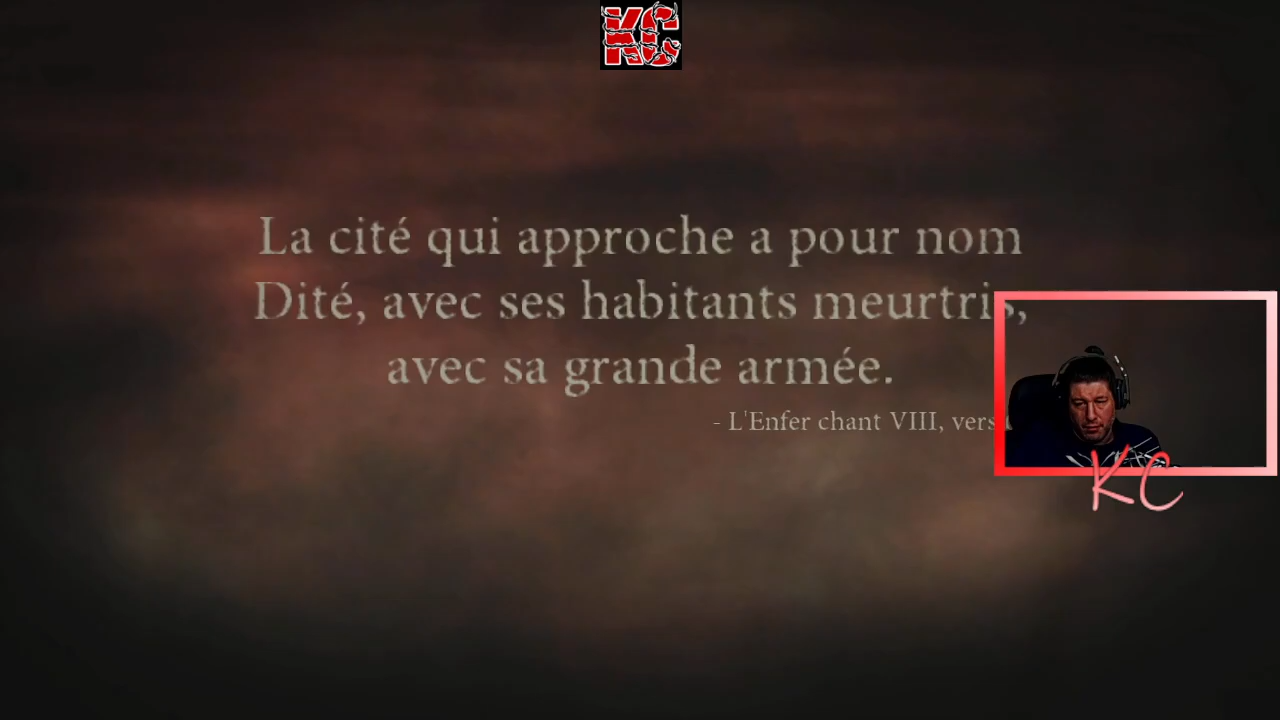 KC
La cité qui approche a pour nom
Dité, avec ses habitants meurtris,
avec sa grande armée.
- L'Enfer chant VIII, vers
KC